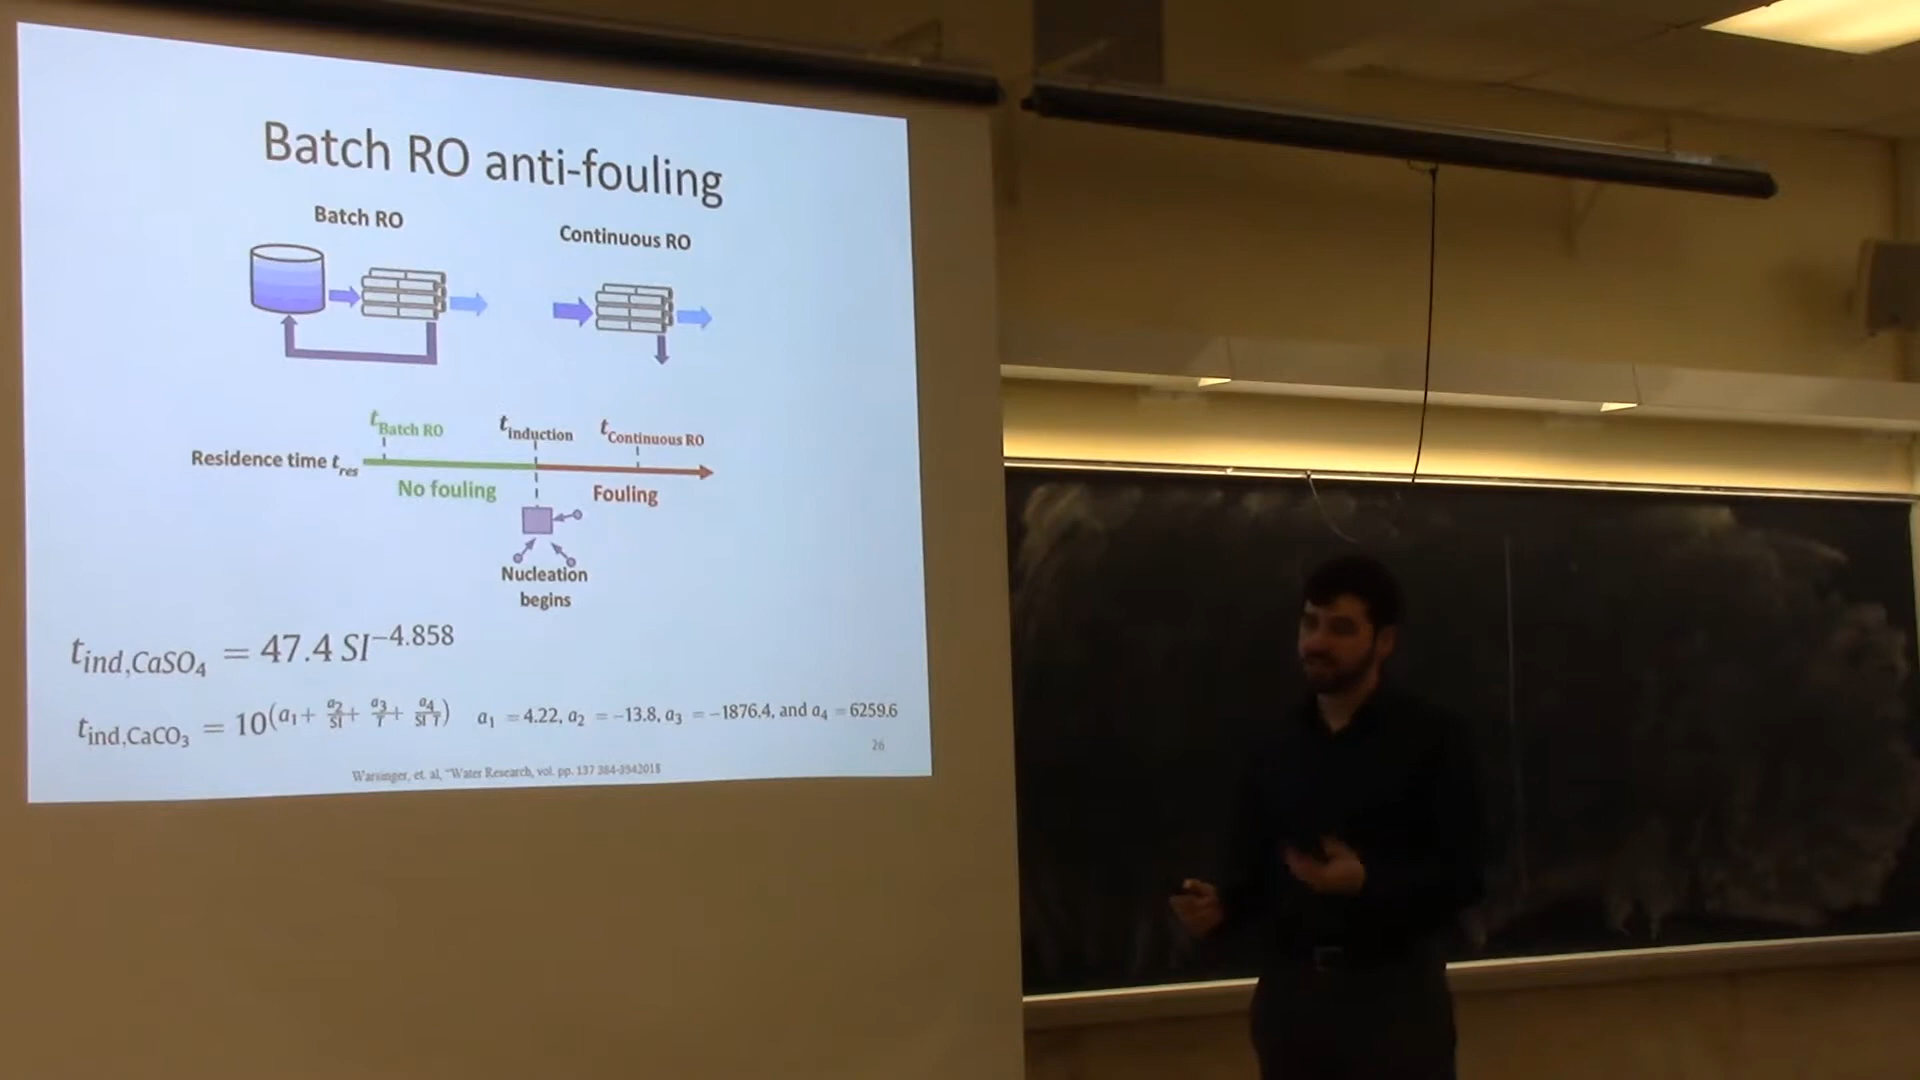 Batch RO anti-fouling
Batch RO
Continuous RO
t_Batch RO
t_induction
t_Continuous RO
Residence time t_res
No fouling
Fouling
Nucleation
begins
t_ind,CaSO₄ = 47.4 SI^−4.858
t_ind,CaCO₃ = 10^(a₁ + a₂/SI + a₃/T + a₄/(SI T)) a₁ = 4.22, a₂ = −13.8, a₃ = −1876.4, and a₄ = 6259.6
26
Warsinger, et. al, "Water Research, vol. pp. 137 384-3942018